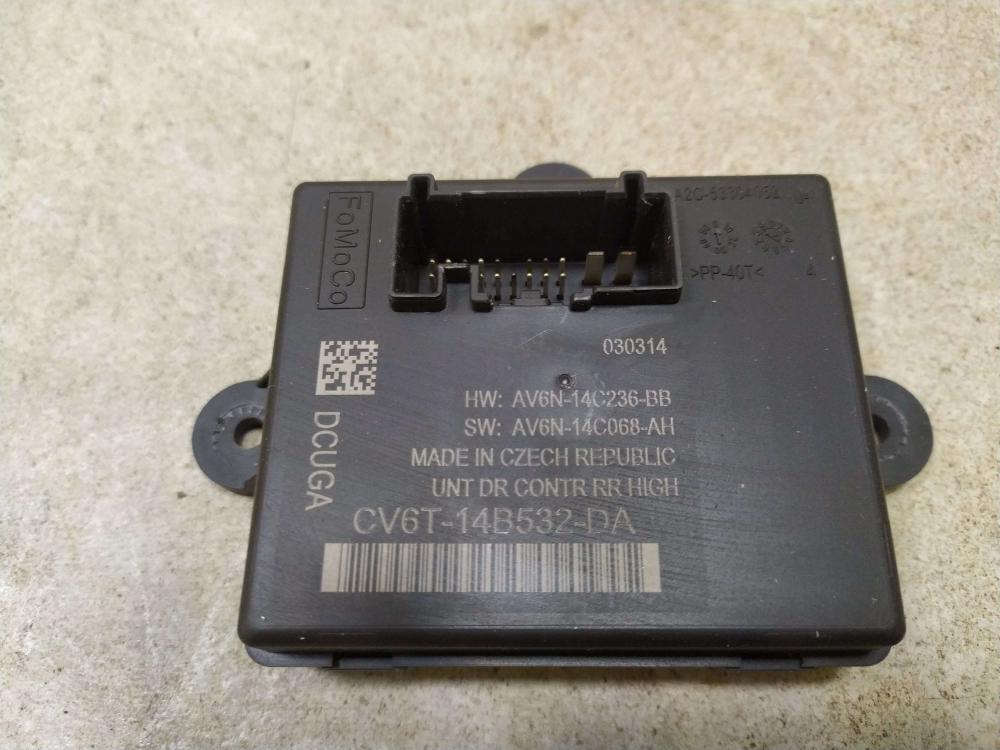 FoMoCo
>PP-40T<
4
030314
HW: AV6N-14C236-BB
SW: AV6N-14C068-AH
MADE IN CZECH REPUBLIC
UNT DR CONTR RR HIGH
DCUGA
CV6T-14B532-DA